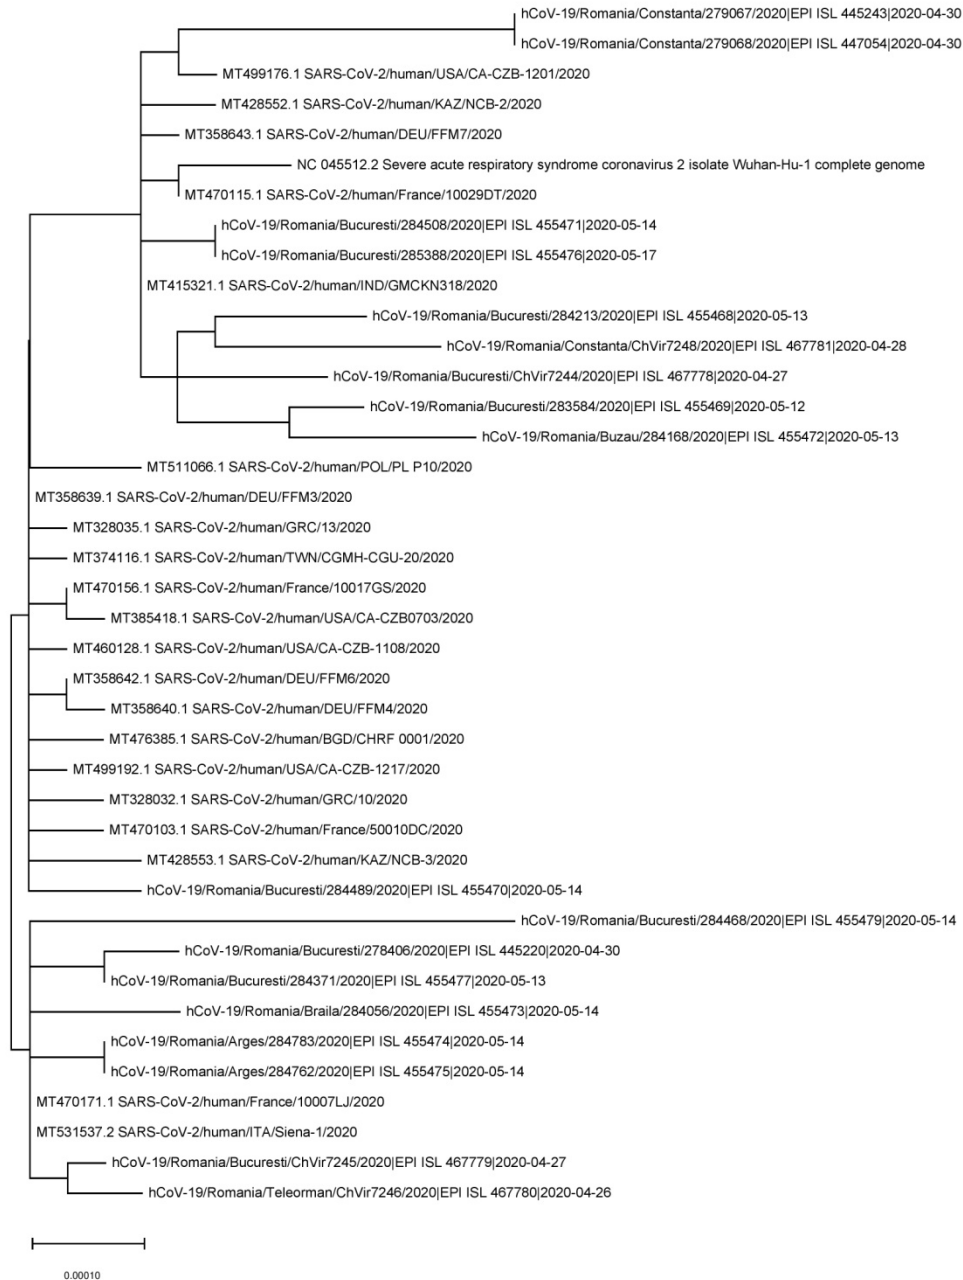 hCoV-19/Romania/Constanta/279067/2020|EPI ISL 445243|2020-04-30
hCoV-19/Romania/Constanta/279068/2020|EPI ISL 447054|2020-04-30
MT499176.1 SARS-CoV-2/human/USA/CA-CZB-1201/2020
MT428552.1 SARS-CoV-2/human/KAZ/NCB-2/2020
MT358643.1 SARS-CoV-2/human/DEU/FFM7/2020
NC 045512.2 Severe acute respiratory syndrome coronavirus 2 isolate Wuhan-Hu-1 complete genome
MT470115.1 SARS-CoV-2/human/France/10029DT/2020
hCoV-19/Romania/Bucuresti/284508/2020|EPI ISL 455471|2020-05-14
hCoV-19/Romania/Bucuresti/285388/2020|EPI ISL 455476|2020-05-17
MT415321.1 SARS-CoV-2/human/IND/GMCKN318/2020
hCoV-19/Romania/Bucuresti/284213/2020|EPI ISL 455468|2020-05-13
hCoV-19/Romania/Constanta/ChVir7248/2020|EPI ISL 467781|2020-04-28
hCoV-19/Romania/Bucuresti/ChVir7244/2020|EPI ISL 467778|2020-04-27
hCoV-19/Romania/Bucuresti/283584/2020|EPI ISL 455469|2020-05-12
hCoV-19/Romania/Buzau/284168/2020|EPI ISL 455472|2020-05-13
MT511066.1 SARS-CoV-2/human/POL/PL P10/2020
MT358639.1 SARS-CoV-2/human/DEU/FFM3/2020
MT328035.1 SARS-CoV-2/human/GRC/13/2020
MT374116.1 SARS-CoV-2/human/TWN/CGMH-CGU-20/2020
MT470156.1 SARS-CoV-2/human/France/10017GS/2020
MT385418.1 SARS-CoV-2/human/USA/CA-CZB0703/2020
MT460128.1 SARS-CoV-2/human/USA/CA-CZB-1108/2020
MT358642.1 SARS-CoV-2/human/DEU/FFM6/2020
MT358640.1 SARS-CoV-2/human/DEU/FFM4/2020
MT476385.1 SARS-CoV-2/human/BGD/CHRF 0001/2020
MT499192.1 SARS-CoV-2/human/USA/CA-CZB-1217/2020
MT328032.1 SARS-CoV-2/human/GRC/10/2020
MT470103.1 SARS-CoV-2/human/France/50010DC/2020
MT428553.1 SARS-CoV-2/human/KAZ/NCB-3/2020
hCoV-19/Romania/Bucuresti/284489/2020|EPI ISL 455470|2020-05-14
hCoV-19/Romania/Bucuresti/284468/2020|EPI ISL 455479|2020-05-14
hCoV-19/Romania/Bucuresti/278406/2020|EPI ISL 445220|2020-04-30
hCoV-19/Romania/Bucuresti/284371/2020|EPI ISL 455477|2020-05-13
hCoV-19/Romania/Braila/284056/2020|EPI ISL 455473|2020-05-14
hCoV-19/Romania/Arges/284783/2020|EPI ISL 455474|2020-05-14
hCoV-19/Romania/Arges/284762/2020|EPI ISL 455475|2020-05-14
MT470171.1 SARS-CoV-2/human/France/10007LJ/2020
MT531537.2 SARS-CoV-2/human/ITA/Siena-1/2020
hCoV-19/Romania/Bucuresti/ChVir7245/2020|EPI ISL 467779|2020-04-27
hCoV-19/Romania/Teleorman/ChVir7246/2020|EPI ISL 467780|2020-04-26
0.00010